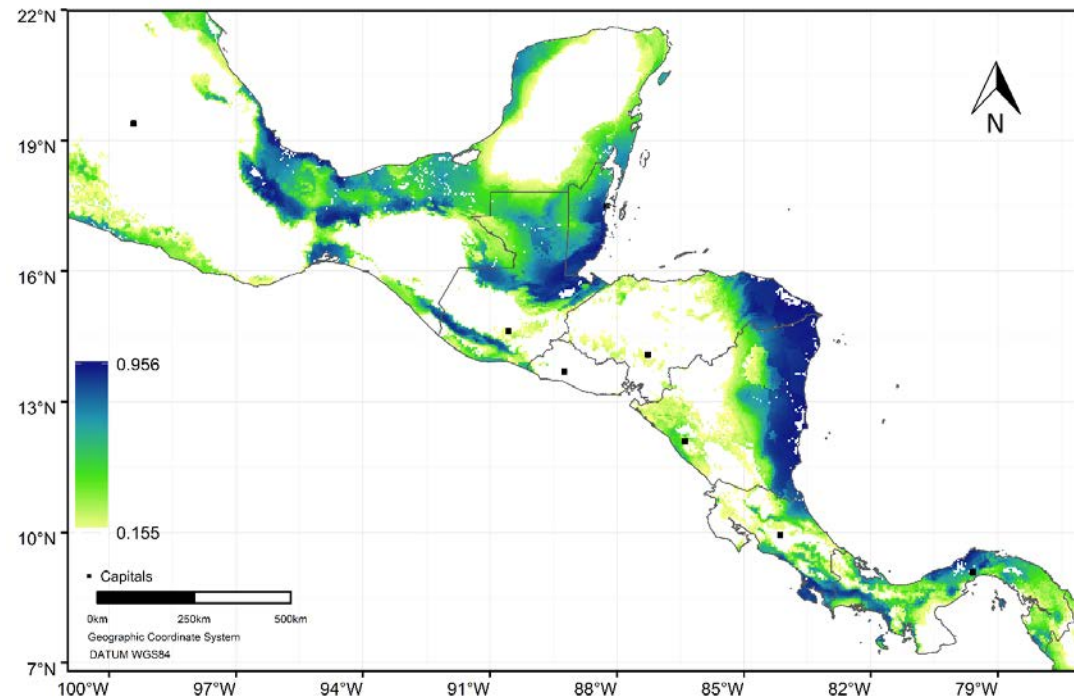 22°N
19°N
16°N
13°N
10°N
7°N
N
0.956
0.155
Capitals
0km 250km 500km
Geographic Coordinate System
DATUM WGS84
100°W 97°W 94°W 91°W 88°W 85°W 82°W 79°W